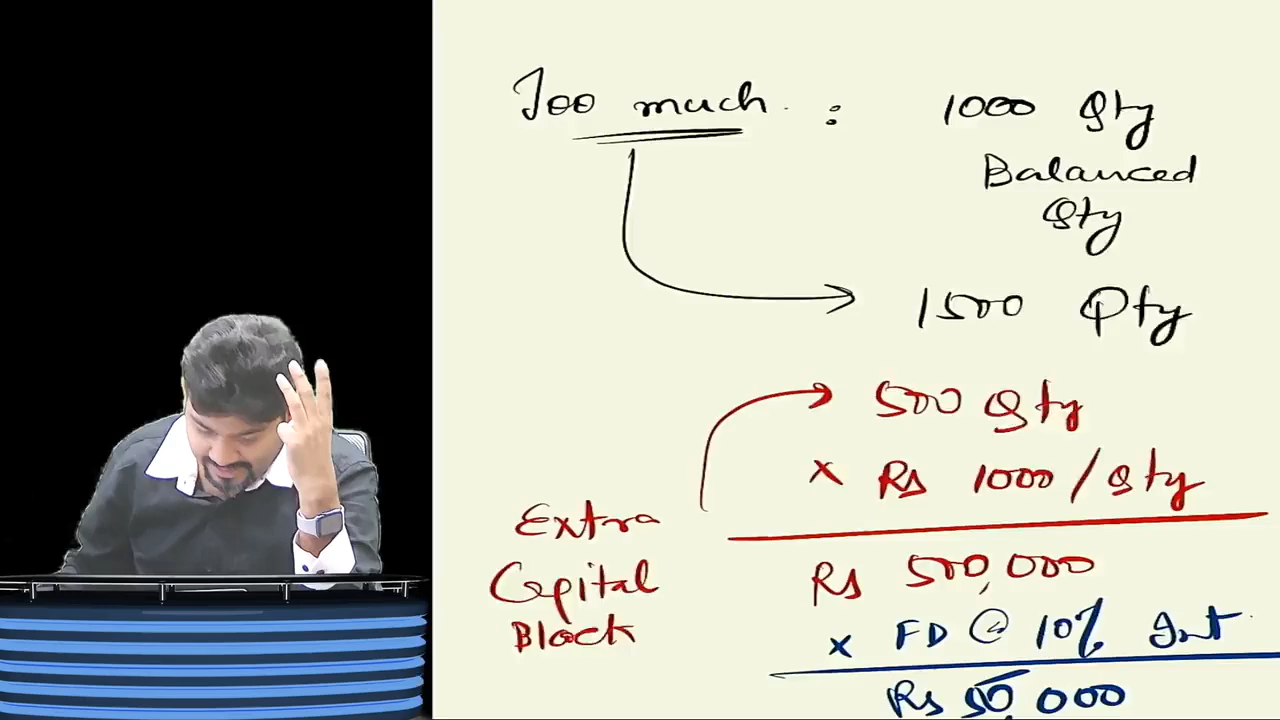 Too much : 1000 Qty
Balanced
Qty
1500 Qty
500 Qty
x Rs 1000 / Qty
Extra
Capital
Block
Rs 500,000
x FD @ 10% Int.
Rs 50,000